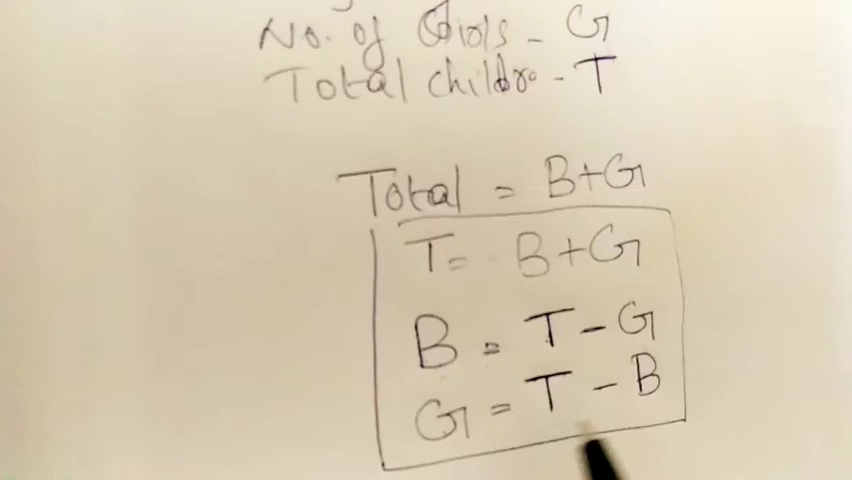 No. of Girls - G
Total childre - T
Total = B+G
T = B+G
B = T - G
G = T - B